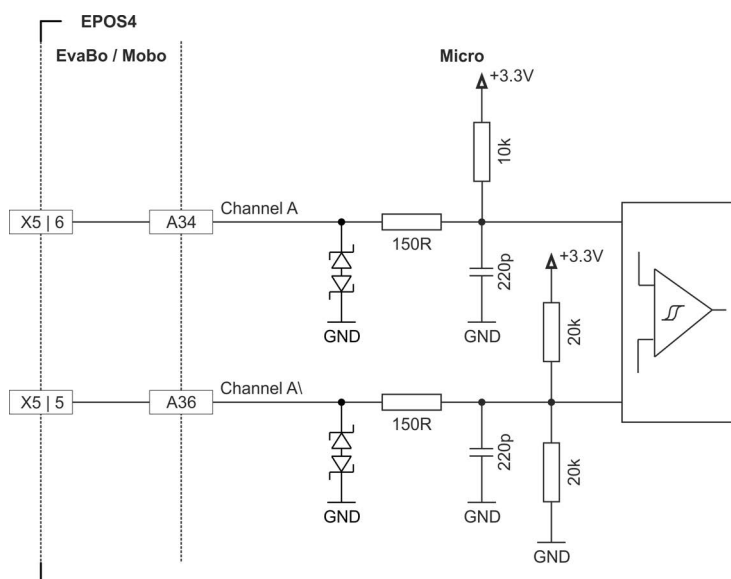 EPOS4
EvaBo / Mobo
Micro
+3.3V
10k
X5 | 6
A34
Channel A
150R
220p
+3.3V
GND
GND
20k
X5 | 5
A36
Channel A\
150R
220p
20k
GND
GND
GND